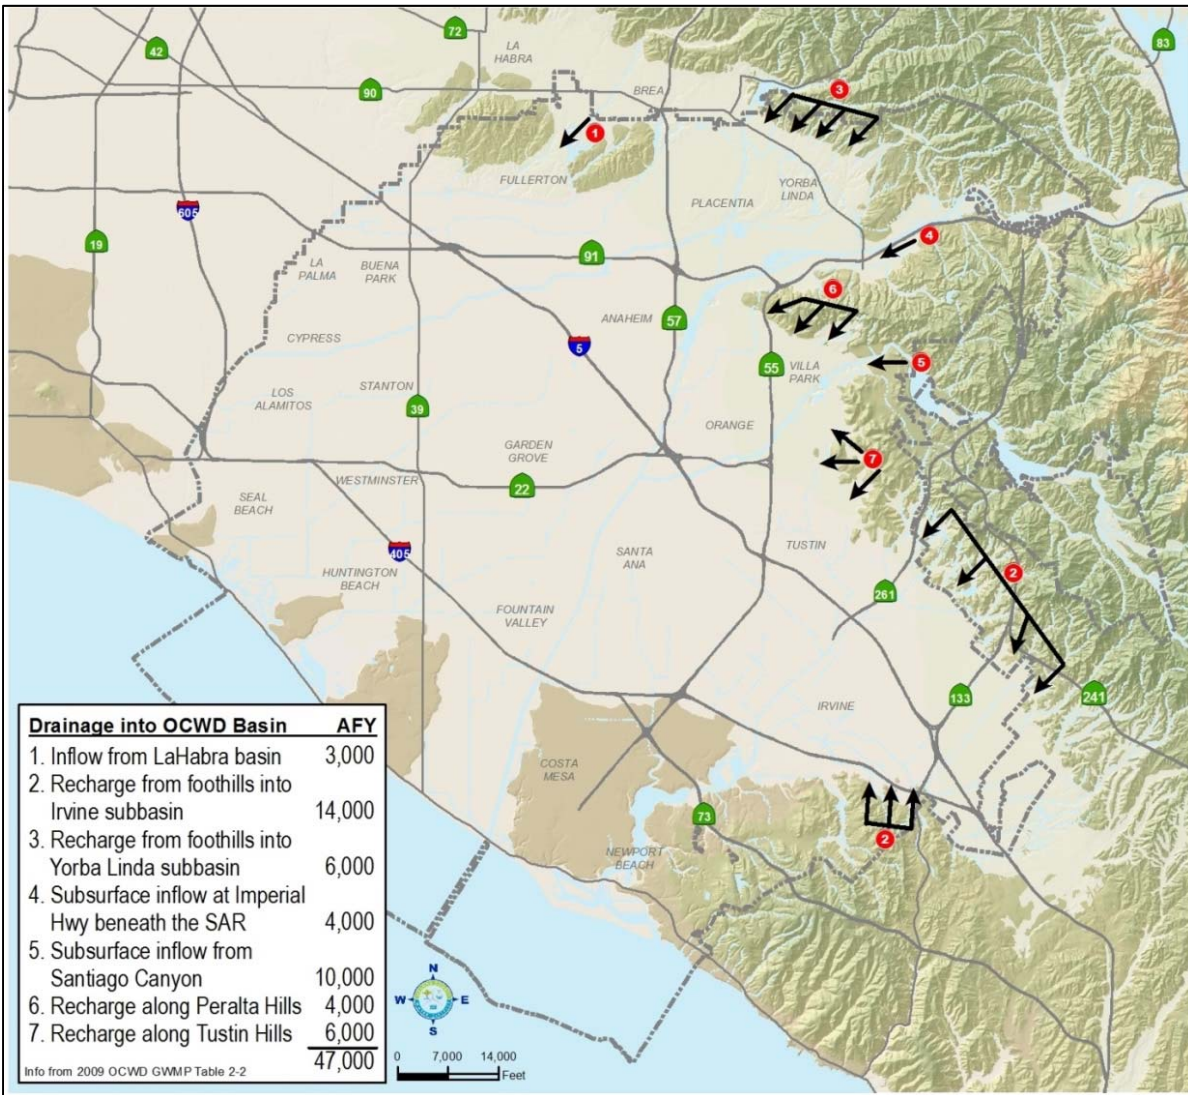 72
42
LA
HABRA
83
90
BREA
3
1
FULLERTON
YORBA
LINDA
PLACENTIA
605
19
4
LA
PALMA
BUENA
PARK
91
6
ANAHEIM
57
CYPRESS
5
55
VILLA
PARK
5
STANTON
LOS
ALAMITOS
39
ORANGE
GARDEN
GROVE
7
WESTMINSTER
22
SEAL
BEACH
405
TUSTIN
SANTA
ANA
HUNTINGTON
BEACH
2
261
FOUNTAIN
VALLEY
133
241
IRVINE
COSTA
MESA
73
2
NEWPORT
BEACH
Drainage into OCWD Basin AFY
1. Inflow from LaHabra basin 3,000
2. Recharge from foothills into
Irvine subbasin 14,000
3. Recharge from foothills into
Yorba Linda subbasin 6,000
4. Subsurface inflow at Imperial
Hwy beneath the SAR 4,000
5. Subsurface inflow from
Santiago Canyon 10,000
6. Recharge along Peralta Hills 4,000
7. Recharge along Tustin Hills 6,000
47,000
Info from 2009 OCWD GWMP Table 2-2
N
W E
S
0 7,000 14,000
Feet